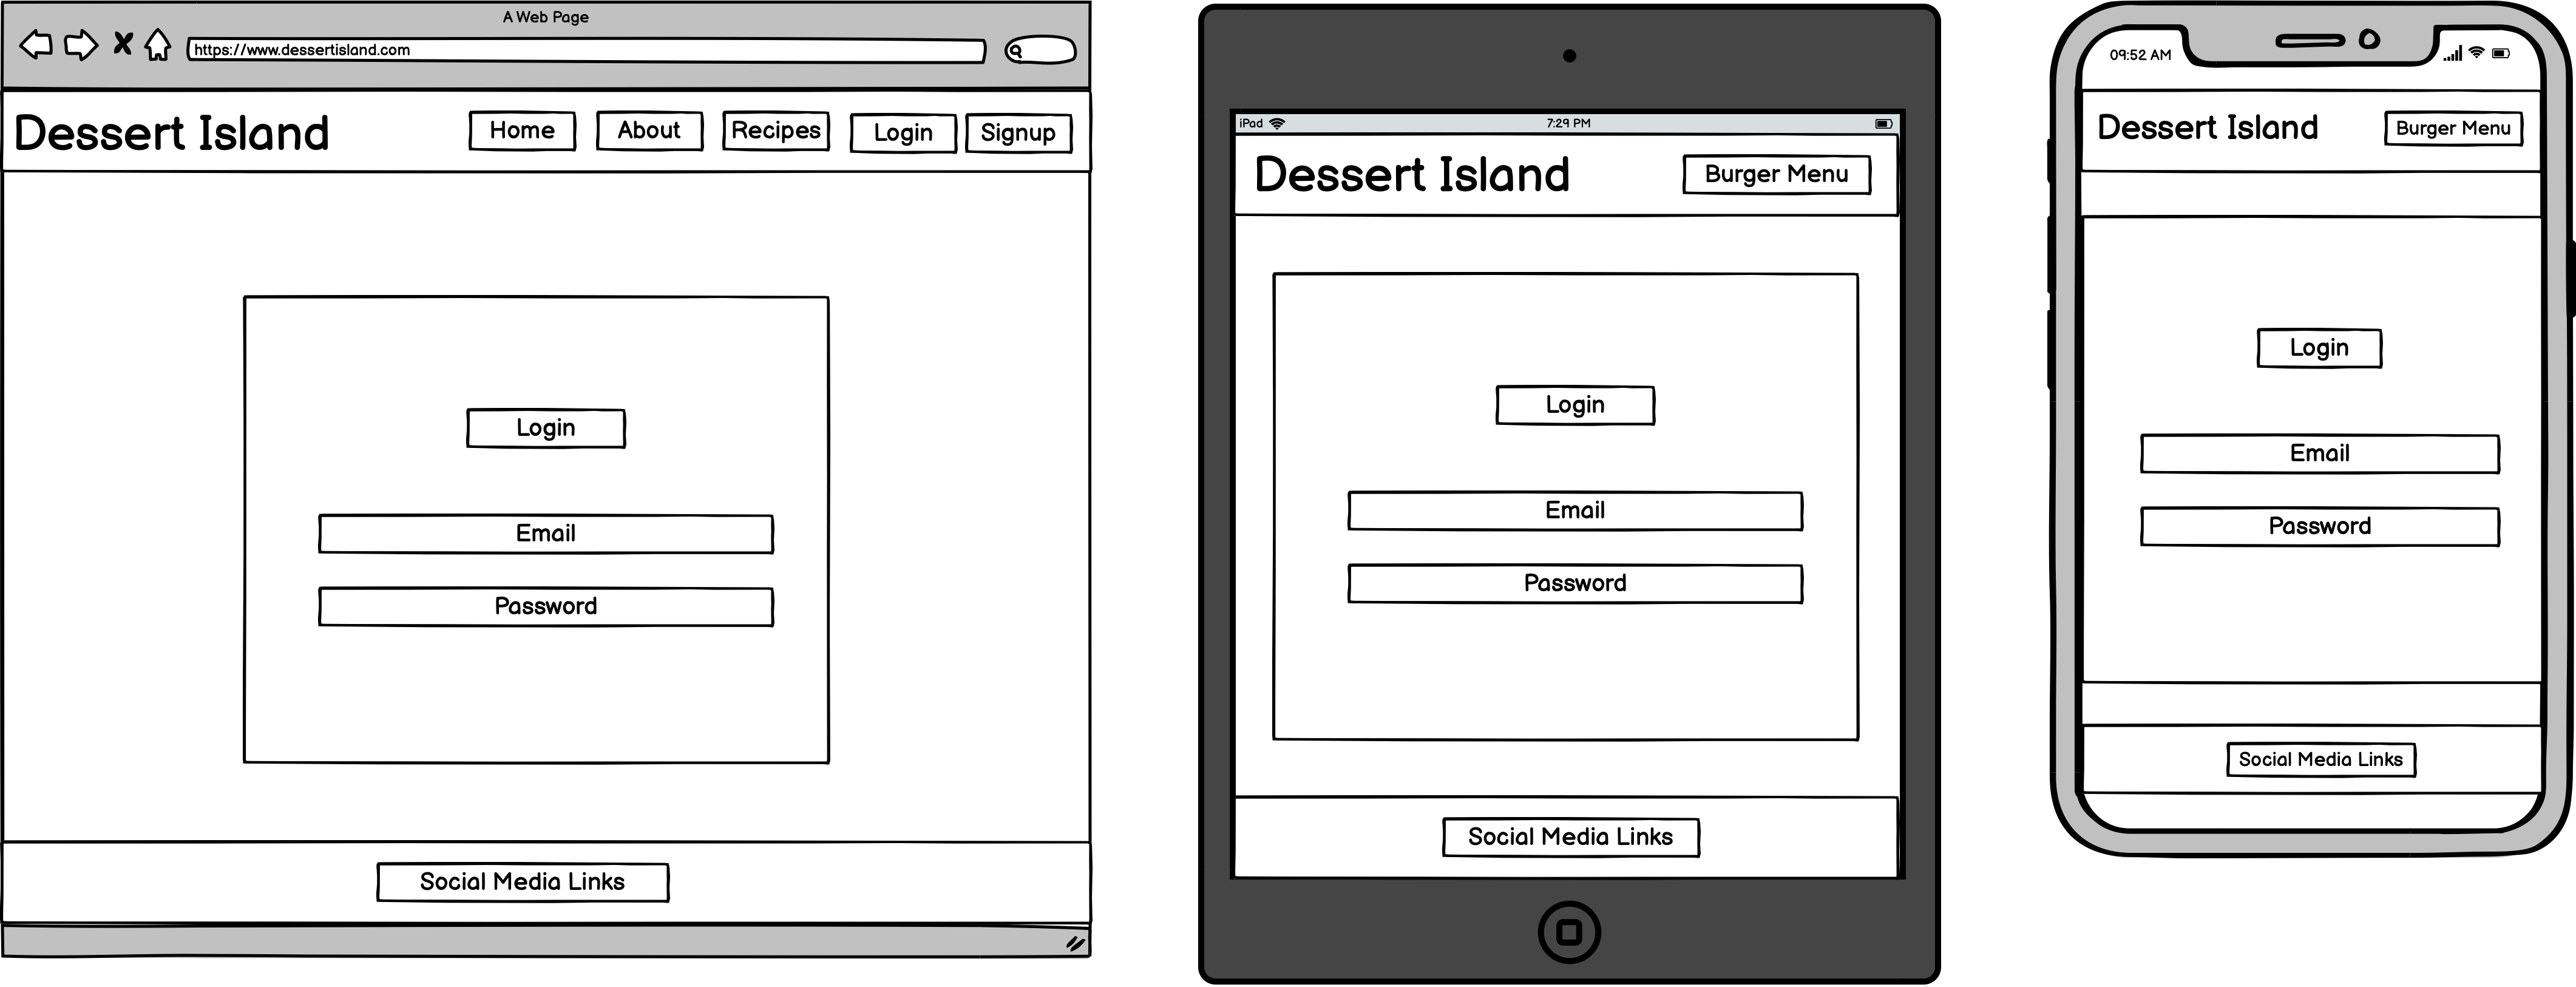 A Web Page
https://www.dessertisland.com
Dessert Island
Home
About
Recipes
Login
Signup
Login
Email
Password
Social Media Links
iPad
7:29 PM
Dessert Island
Burger Menu
Login
Email
Password
Social Media Links
09:52 AM
Dessert Island
Burger Menu
Login
Email
Password
Social Media Links